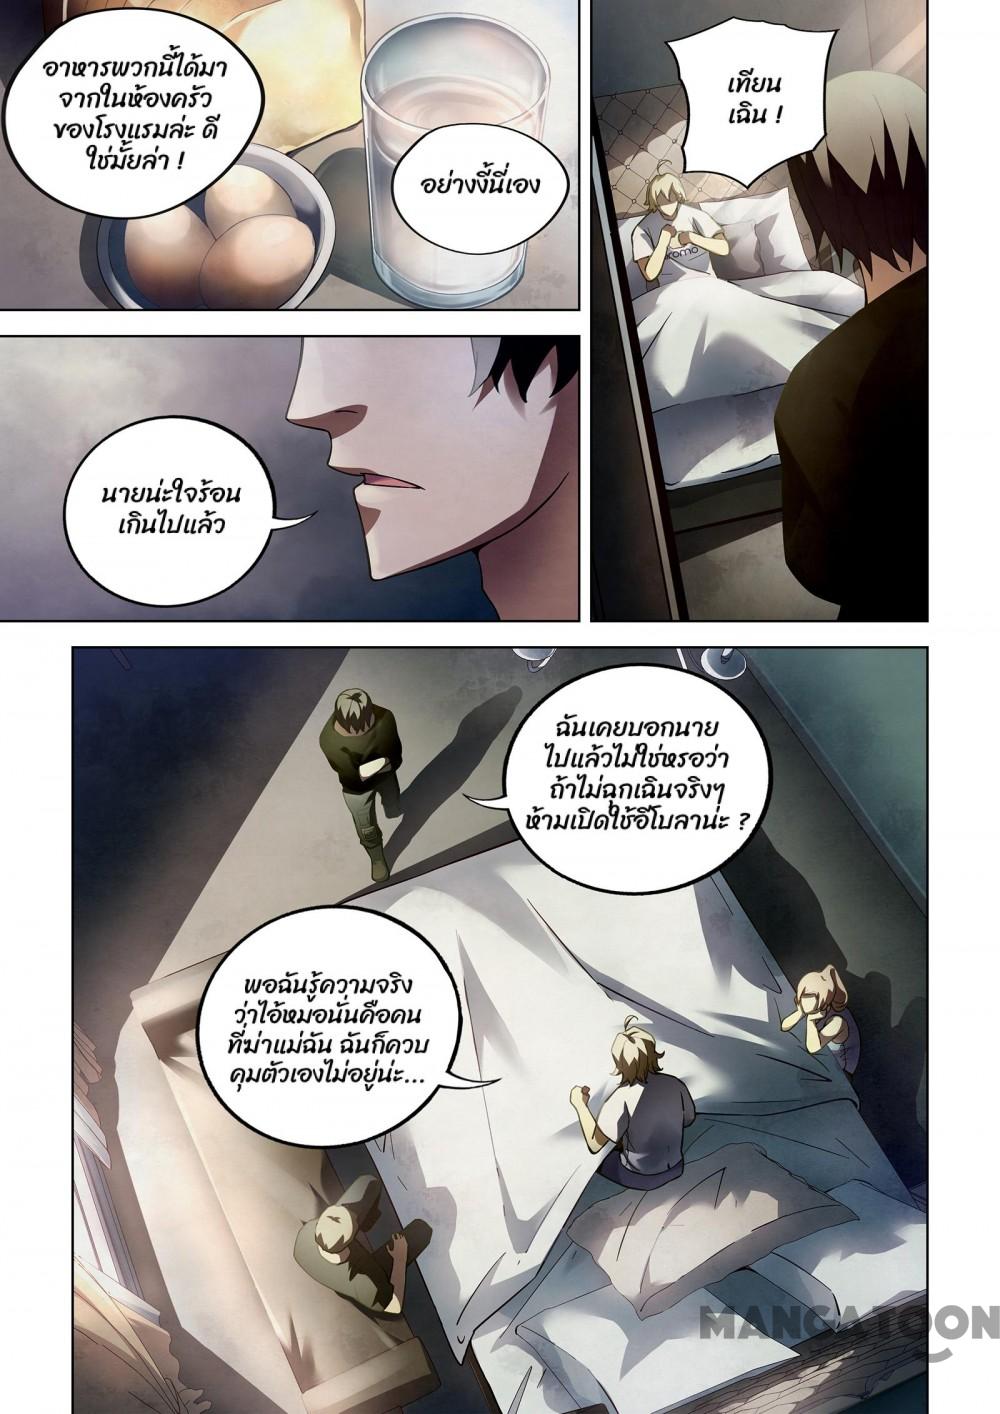 อาหารพวกนี้ได้มา
จากในห้องครัว
ของโรงแรมล่ะ ดี
ใช่มั้ยล่า !
อย่างงี้นี่เอง
เทียน
เฉิน !
romo
นายน่ะใจร้อน
เกินไปแล้ว
ฉันเคยบอกนาย
ไปแล้วไม่ใช่หรอว่า
ถ้าไม่ฉุกเฉินจริงๆ
ห้ามเปิดใช้อีโบลาน่ะ ?
พอฉันรู้ความจริง
ว่าไอ้หมอนั่นคือคน
ที่ฆ่าแม่ฉัน ฉันก็ควบ
คุมตัวเองไม่อยู่น่ะ...
MANGATOON